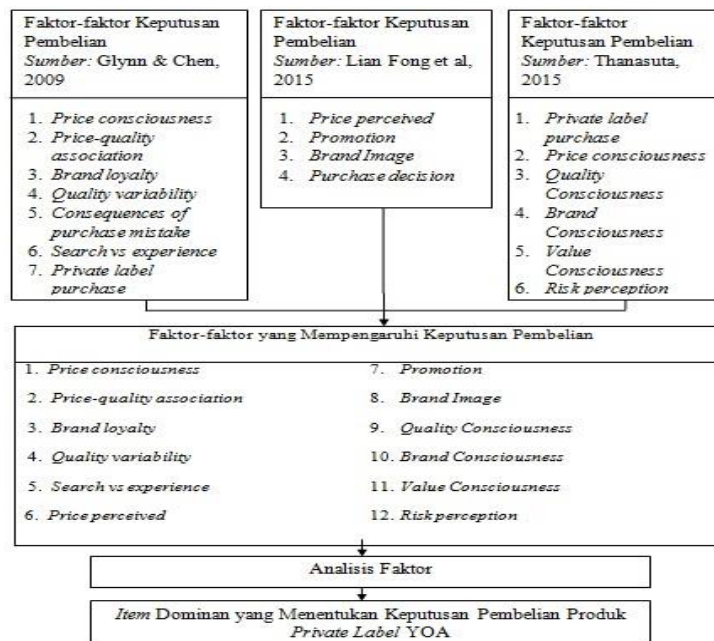 Faktor-faktor Keputusan
Pembelian
Sumber: Glynn & Chen,
2009
1. Price consciousness
2. Price-quality
association
3. Brand loyalty
4. Quality variability
5. Consequences of
purchase mistake
6. Search vs experience
7. Private label
purchase
Faktor-faktor Keputusan
Pembelian
Sumber: Lian Fong et al,
2015
1. Price perceived
2. Promotion
3. Brand Image
4. Purchase decision
Faktor-faktor
Keputusan Pembelian
Sumber: Thanasuta,
2015
1. Private label
purchase
2. Price consciousness
3. Quality
Consciousness
4. Brand
Consciousness
5. Value
Consciousness
6. Risk perception
Faktor-faktor yang Mempengaruhi Keputusan Pembelian
1. Price consciousness
2. Price-quality association
3. Brand loyalty
4. Quality variability
5. Search vs experience
6. Price perceived
7. Promotion
8. Brand Image
9. Quality Consciousness
10. Brand Consciousness
11. Value Consciousness
12. Risk perception
Analisis Faktor
Item Dominan yang Menentukan Keputusan Pembelian Produk
Private Label YOA